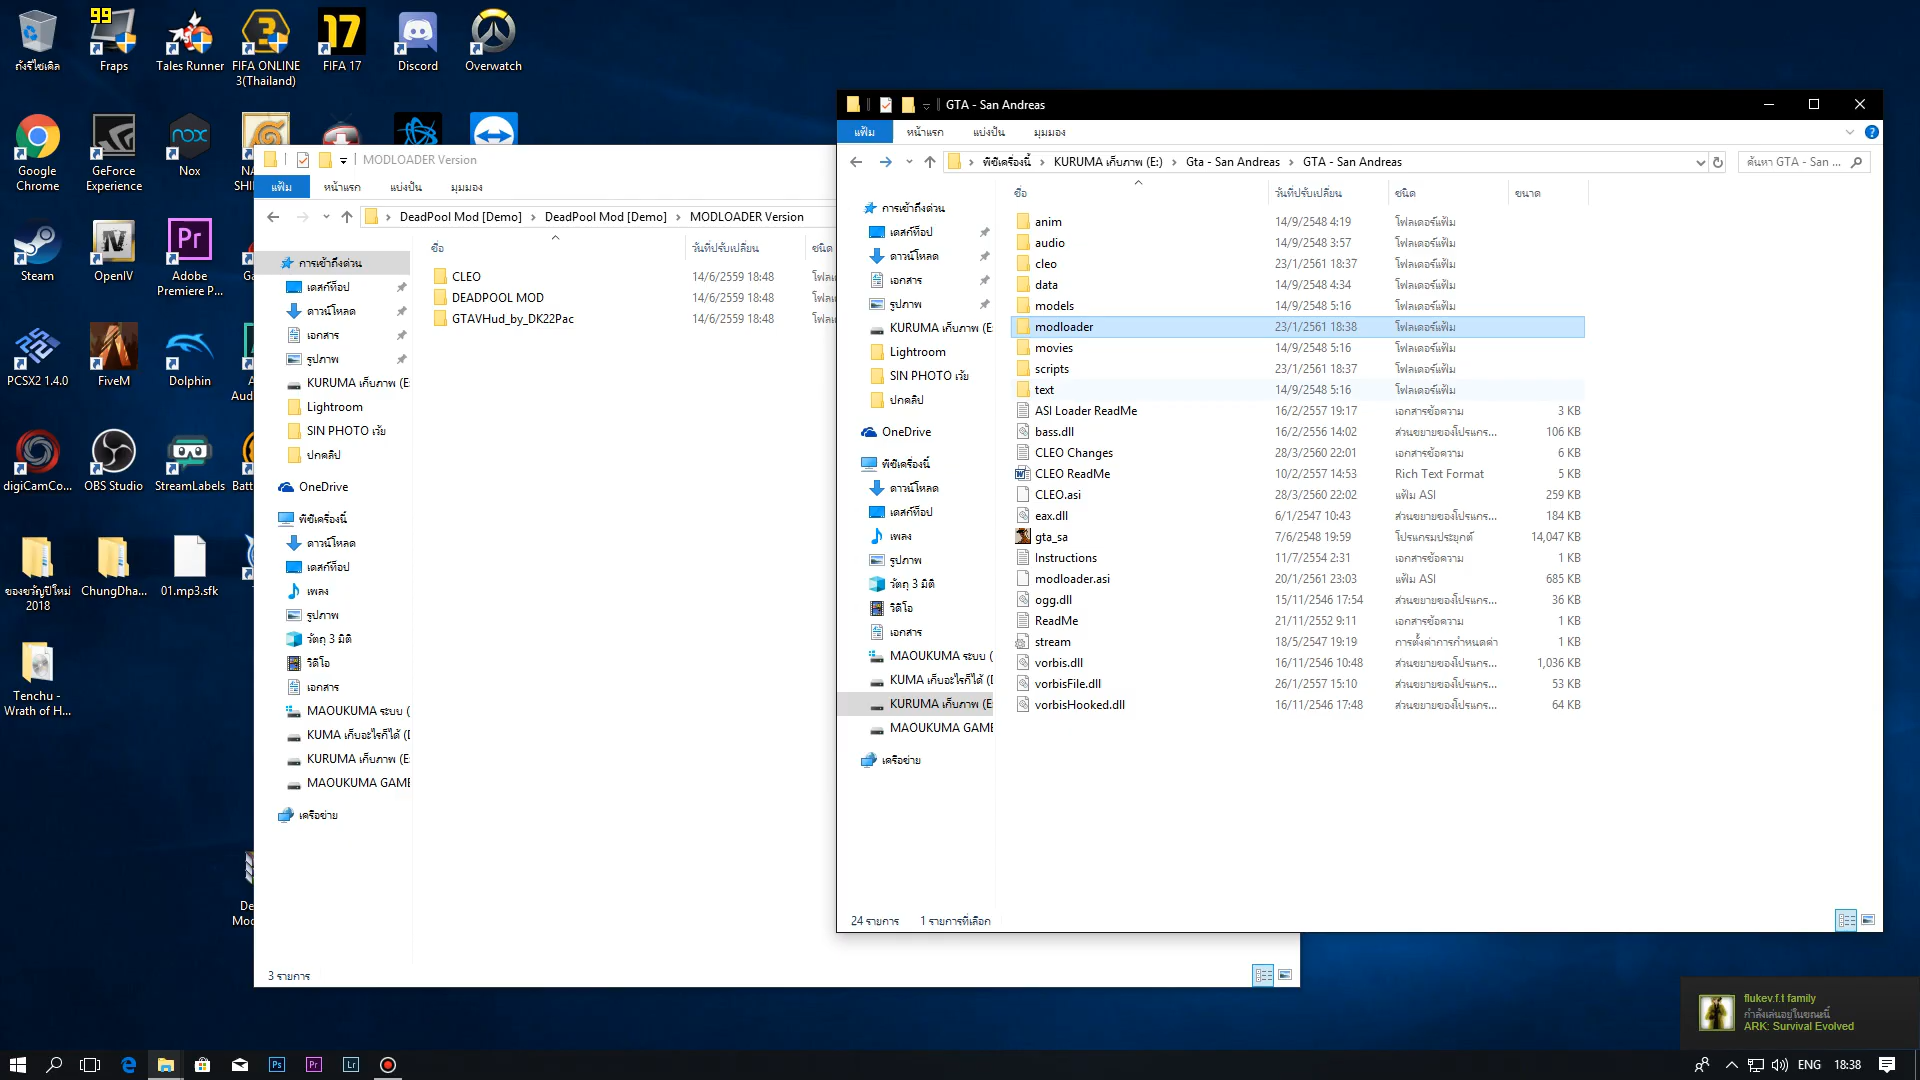 99
17
ถังรีไซเคิล
Fraps
Tales Runner
FIFA ONLINE 3(Thailand)
FIFA 17
Discord
Overwatch
Google Chrome
GeForce Experience
Nox
Steam
OpenIV
Adobe Premiere P...
PCSX2 1.4.0
FiveM
Dolphin
digiCamCo...
OBS Studio
StreamLabels
ของขวัญปีใหม่ 2018
ChungDha...
01.mp3.sfk
Tenchu - Wrath of H...
MODLOADER Version
แฟ้ม หน้าแรก แบ่งปัน มุมมอง
DeadPool Mod [Demo] DeadPool Mod [Demo] MODLOADER Version
ชื่อ วันที่ปรับเปลี่ยน ชนิด
CLEO 14/6/2559 18:48
DEADPOOL MOD 14/6/2559 18:48
GTAVHud_by_DK22Pac 14/6/2559 18:48
การเข้าถึงด่วน
เดสก์ท็อป
ดาวน์โหลด
เอกสาร
รูปภาพ
KURUMA เก็บภาพ (E:
Lightroom
SIN PHOTO เว้ย
ปกคลิป
OneDrive
พีซีเครื่องนี้
ดาวน์โหลด
เดสก์ท็อป
เพลง
รูปภาพ
วัตถุ 3 มิติ
วิดีโอ
เอกสาร
MAOUKUMA ระบบ (
KUMA เก็บอะไรก็ได้ (D
KURUMA เก็บภาพ (E
MAOUKUMA GAME
เครือข่าย
3 รายการ
GTA - San Andreas
แฟ้ม หน้าแรก แบ่งปัน มุมมอง
พีซีเครื่องนี้ KURUMA เก็บภาพ (E:) Gta - San Andreas GTA - San Andreas
ค้นหา GTA - San ...
การเข้าถึงด่วน
เดสก์ท็อป
ดาวน์โหลด
เอกสาร
รูปภาพ
KURUMA เก็บภาพ (E
Lightroom
SIN PHOTO เว้ย
ปกคลิป
OneDrive
พีซีเครื่องนี้
ดาวน์โหลด
เดสก์ท็อป
เพลง
รูปภาพ
วัตถุ 3 มิติ
วิดีโอ
เอกสาร
MAOUKUMA ระบบ (
KUMA เก็บอะไรก็ได้ (D
KURUMA เก็บภาพ (E
MAOUKUMA GAME
เครือข่าย
ชื่อ วันที่ปรับเปลี่ยน ชนิด ขนาด
anim 14/9/2548 4:19 โฟลเดอร์แฟ้ม
audio 14/9/2548 3:57 โฟลเดอร์แฟ้ม
cleo 23/1/2561 18:37 โฟลเดอร์แฟ้ม
data 14/9/2548 4:34 โฟลเดอร์แฟ้ม
models 14/9/2548 5:16 โฟลเดอร์แฟ้ม
modloader 23/1/2561 18:38 โฟลเดอร์แฟ้ม
movies 14/9/2548 5:16 โฟลเดอร์แฟ้ม
scripts 23/1/2561 18:37 โฟลเดอร์แฟ้ม
text 14/9/2548 5:16 โฟลเดอร์แฟ้ม
ASI Loader ReadMe 16/2/2557 19:17 เอกสารข้อความ 3 KB
bass.dll 16/2/2556 14:02 ส่วนขยายของโปรแกร... 106 KB
CLEO Changes 28/3/2560 22:01 เอกสารข้อความ 6 KB
CLEO ReadMe 10/2/2557 14:53 Rich Text Format 5 KB
CLEO.asi 28/3/2560 22:02 แฟ้ม ASI 259 KB
eax.dll 6/1/2547 10:43 ส่วนขยายของโปรแกร... 184 KB
gta_sa 7/6/2548 19:59 โปรแกรมประยุกต์ 14,047 KB
Instructions 11/7/2554 2:31 เอกสารข้อความ 1 KB
modloader.asi 20/1/2561 23:03 แฟ้ม ASI 685 KB
ogg.dll 15/11/2546 17:54 ส่วนขยายของโปรแกร... 36 KB
ReadMe 21/11/2552 9:11 เอกสารข้อความ 1 KB
stream 18/5/2547 19:19 การตั้งค่าการกำหนดค่า 1 KB
vorbis.dll 16/11/2546 10:48 ส่วนขยายของโปรแกร... 1,036 KB
vorbisFile.dll 26/1/2557 15:10 ส่วนขยายของโปรแกร... 53 KB
vorbisHooked.dll 16/11/2546 17:48 ส่วนขยายของโปรแกร... 64 KB
24 รายการ 1 รายการที่เลือก
flukev.f.t family
กำลังเล่นอยู่ในขณะนี้
ARK: Survival Evolved
Ps Pr Lr
ENG 18:38